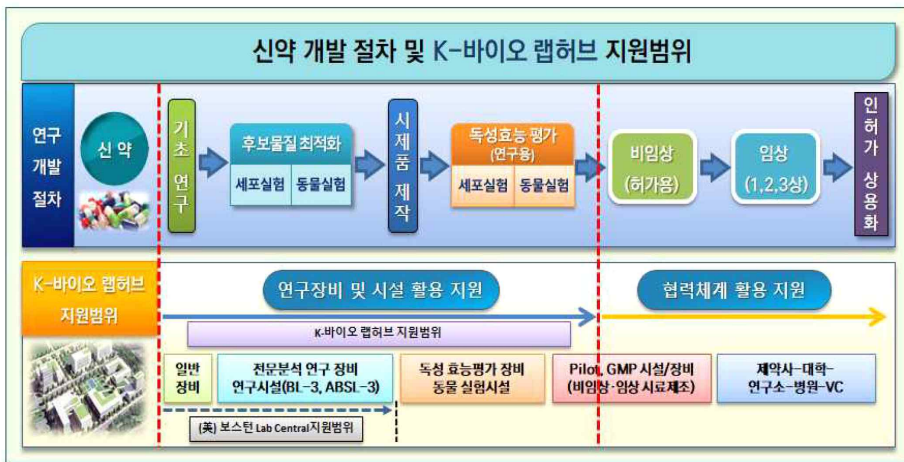 신약 개발 절차 및 K-바이오 랩허브 지원범위
연구
개발
절차
신 약
기초 연구
후보물질 최적화
세포실험 동물실험
시제품 제작
독성효능 평가
(연구용)
세포실험 동물실험
비임상
(허가용)
임상
(1,2,3상)
인허가 상용화
K-바이오 랩허브
지원범위
연구장비 및 시설 활용 지원
협력체계 활용 지원
K-바이오 랩허브 지원범위
일반
장비
전문분석 연구 장비
연구시설(BL-3, ABSL-3)
독성 효능평가 장비
동물 실험시설
Pilot, GMP 시설/장비
(비임상·임상 시료제조)
제약사-대학-
연구소-병원-VC
(美) 보스턴 Lab Central지원범위